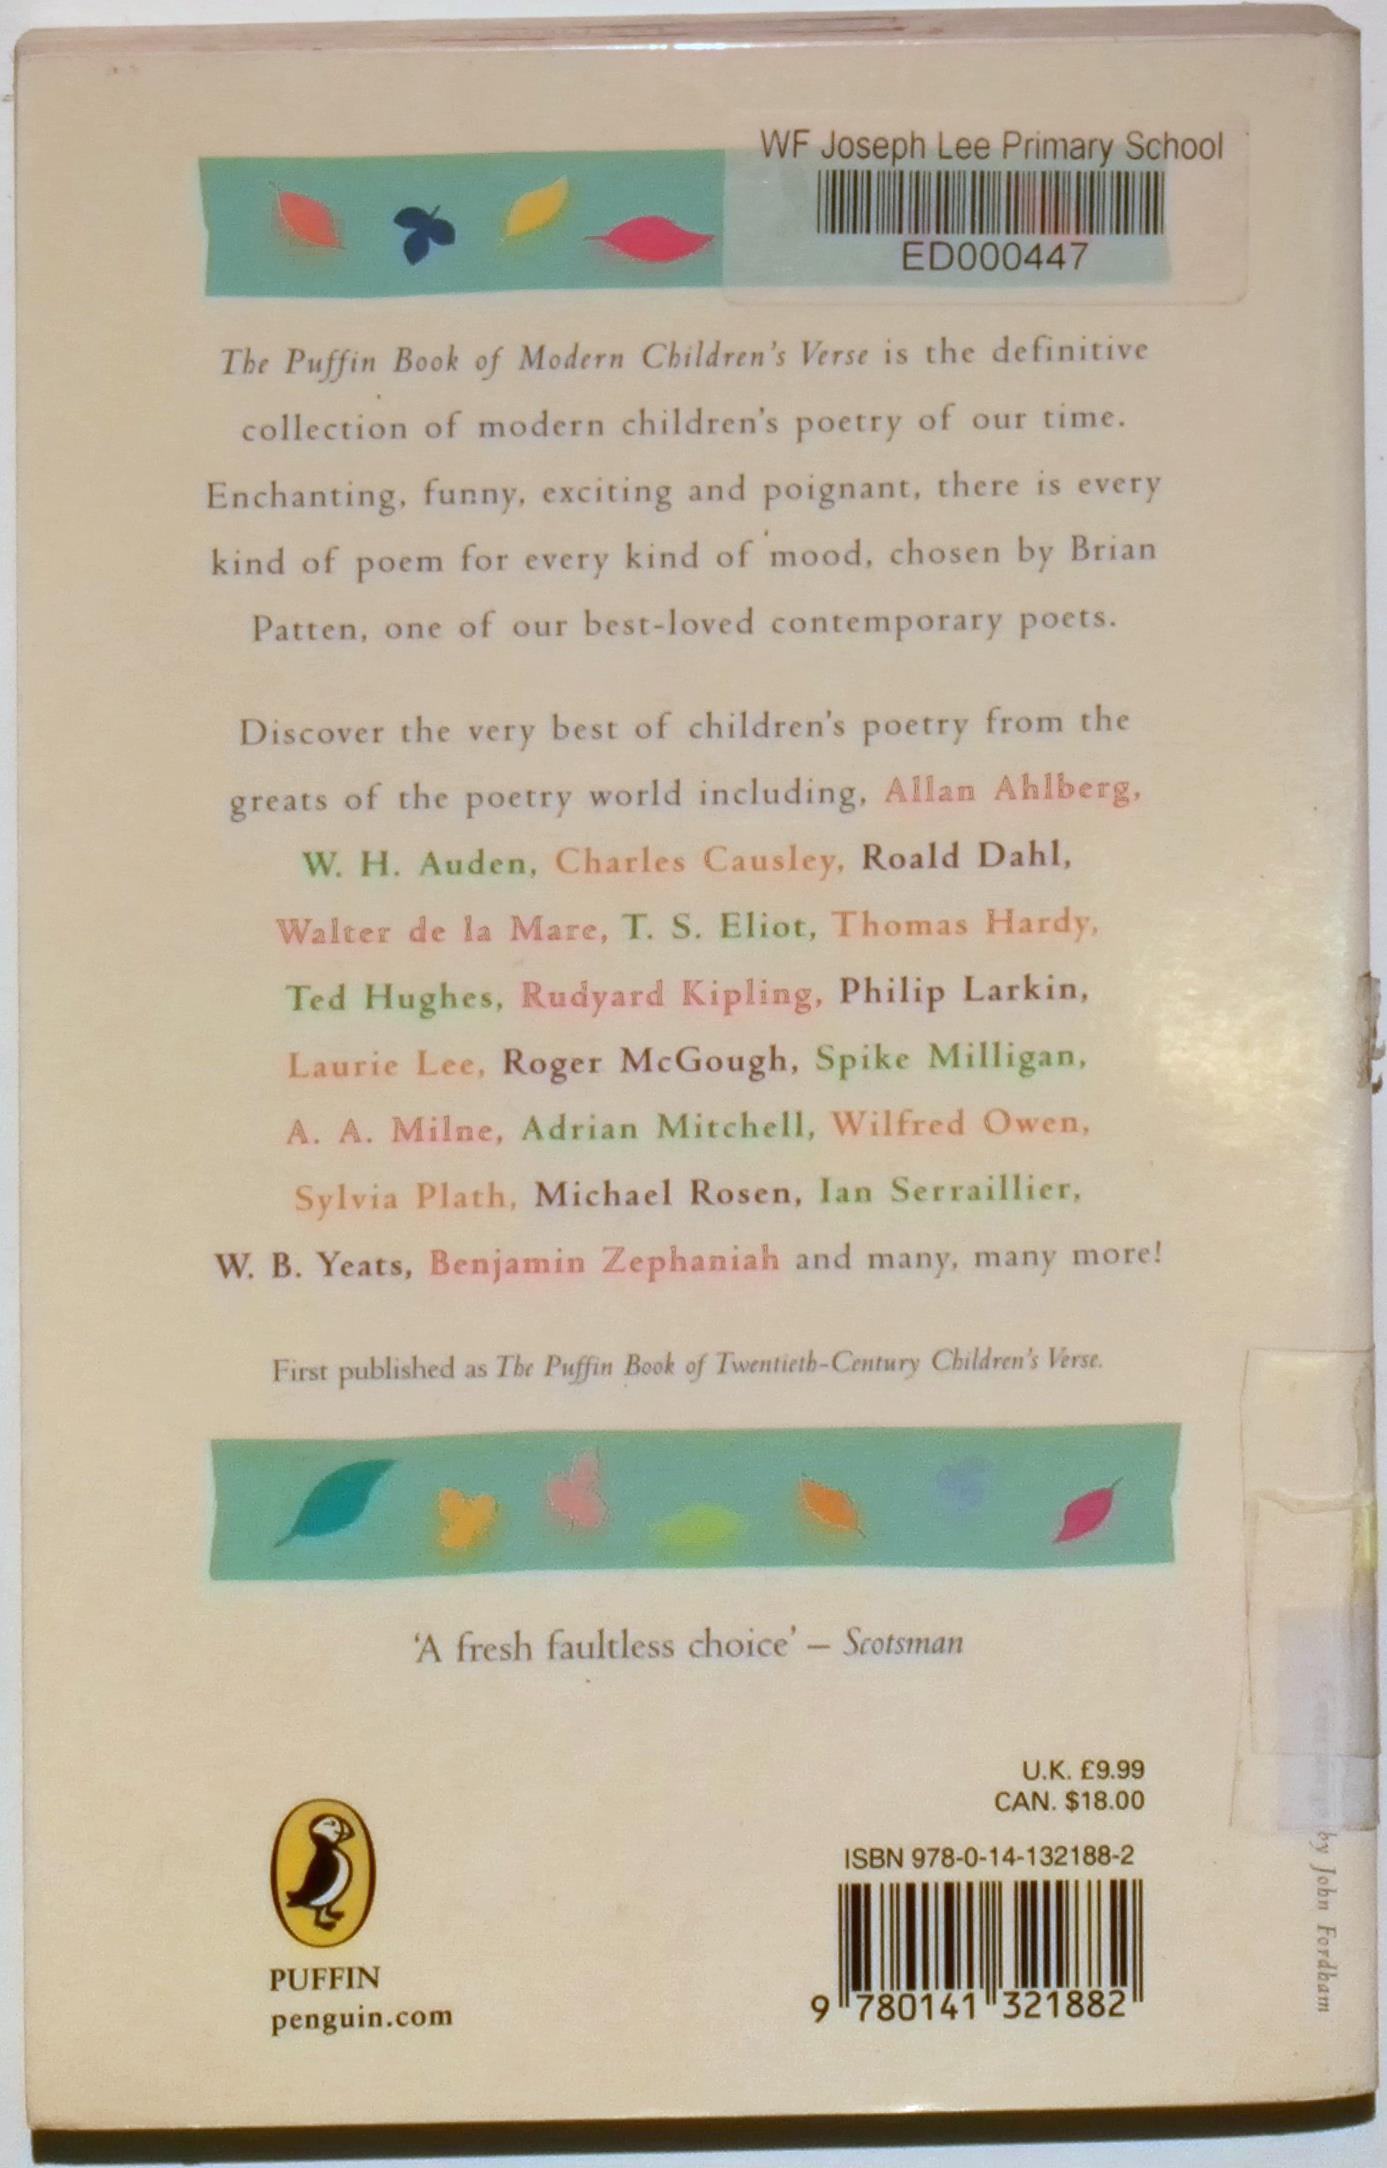 WF Joseph Lee Primary School
ED000447
The Puffin Book of Modern Children's Verse is the definitive
collection of modern children's poetry of our time.
Enchanting, funny, exciting and poignant, there is every
kind of poem for every kind of mood, chosen by Brian
Patten, one of our best-loved contemporary poets.
Discover the very best of children's poetry from the
greats of the poetry world including, Allan Ahlberg,
W. H. Auden, Charles Causley, Roald Dahl,
Walter de la Mare, T. S. Eliot, Thomas Hardy,
Ted Hughes, Rudyard Kipling, Philip Larkin,
Laurie Lee, Roger McGough, Spike Milligan,
A. A. Milne, Adrian Mitchell, Wilfred Owen,
Sylvia Plath, Michael Rosen, Ian Serraillier,
W. B. Yeats, Benjamin Zephaniah and many, many more!
First published as The Puffin Book of Twentieth-Century Children's Verse.
'A fresh faultless choice' – Scotsman
U.K. £9.99
CAN. $18.00
ISBN 978-0-14-132188-2
9 780141 321882
PUFFIN
penguin.com
by John Fordham